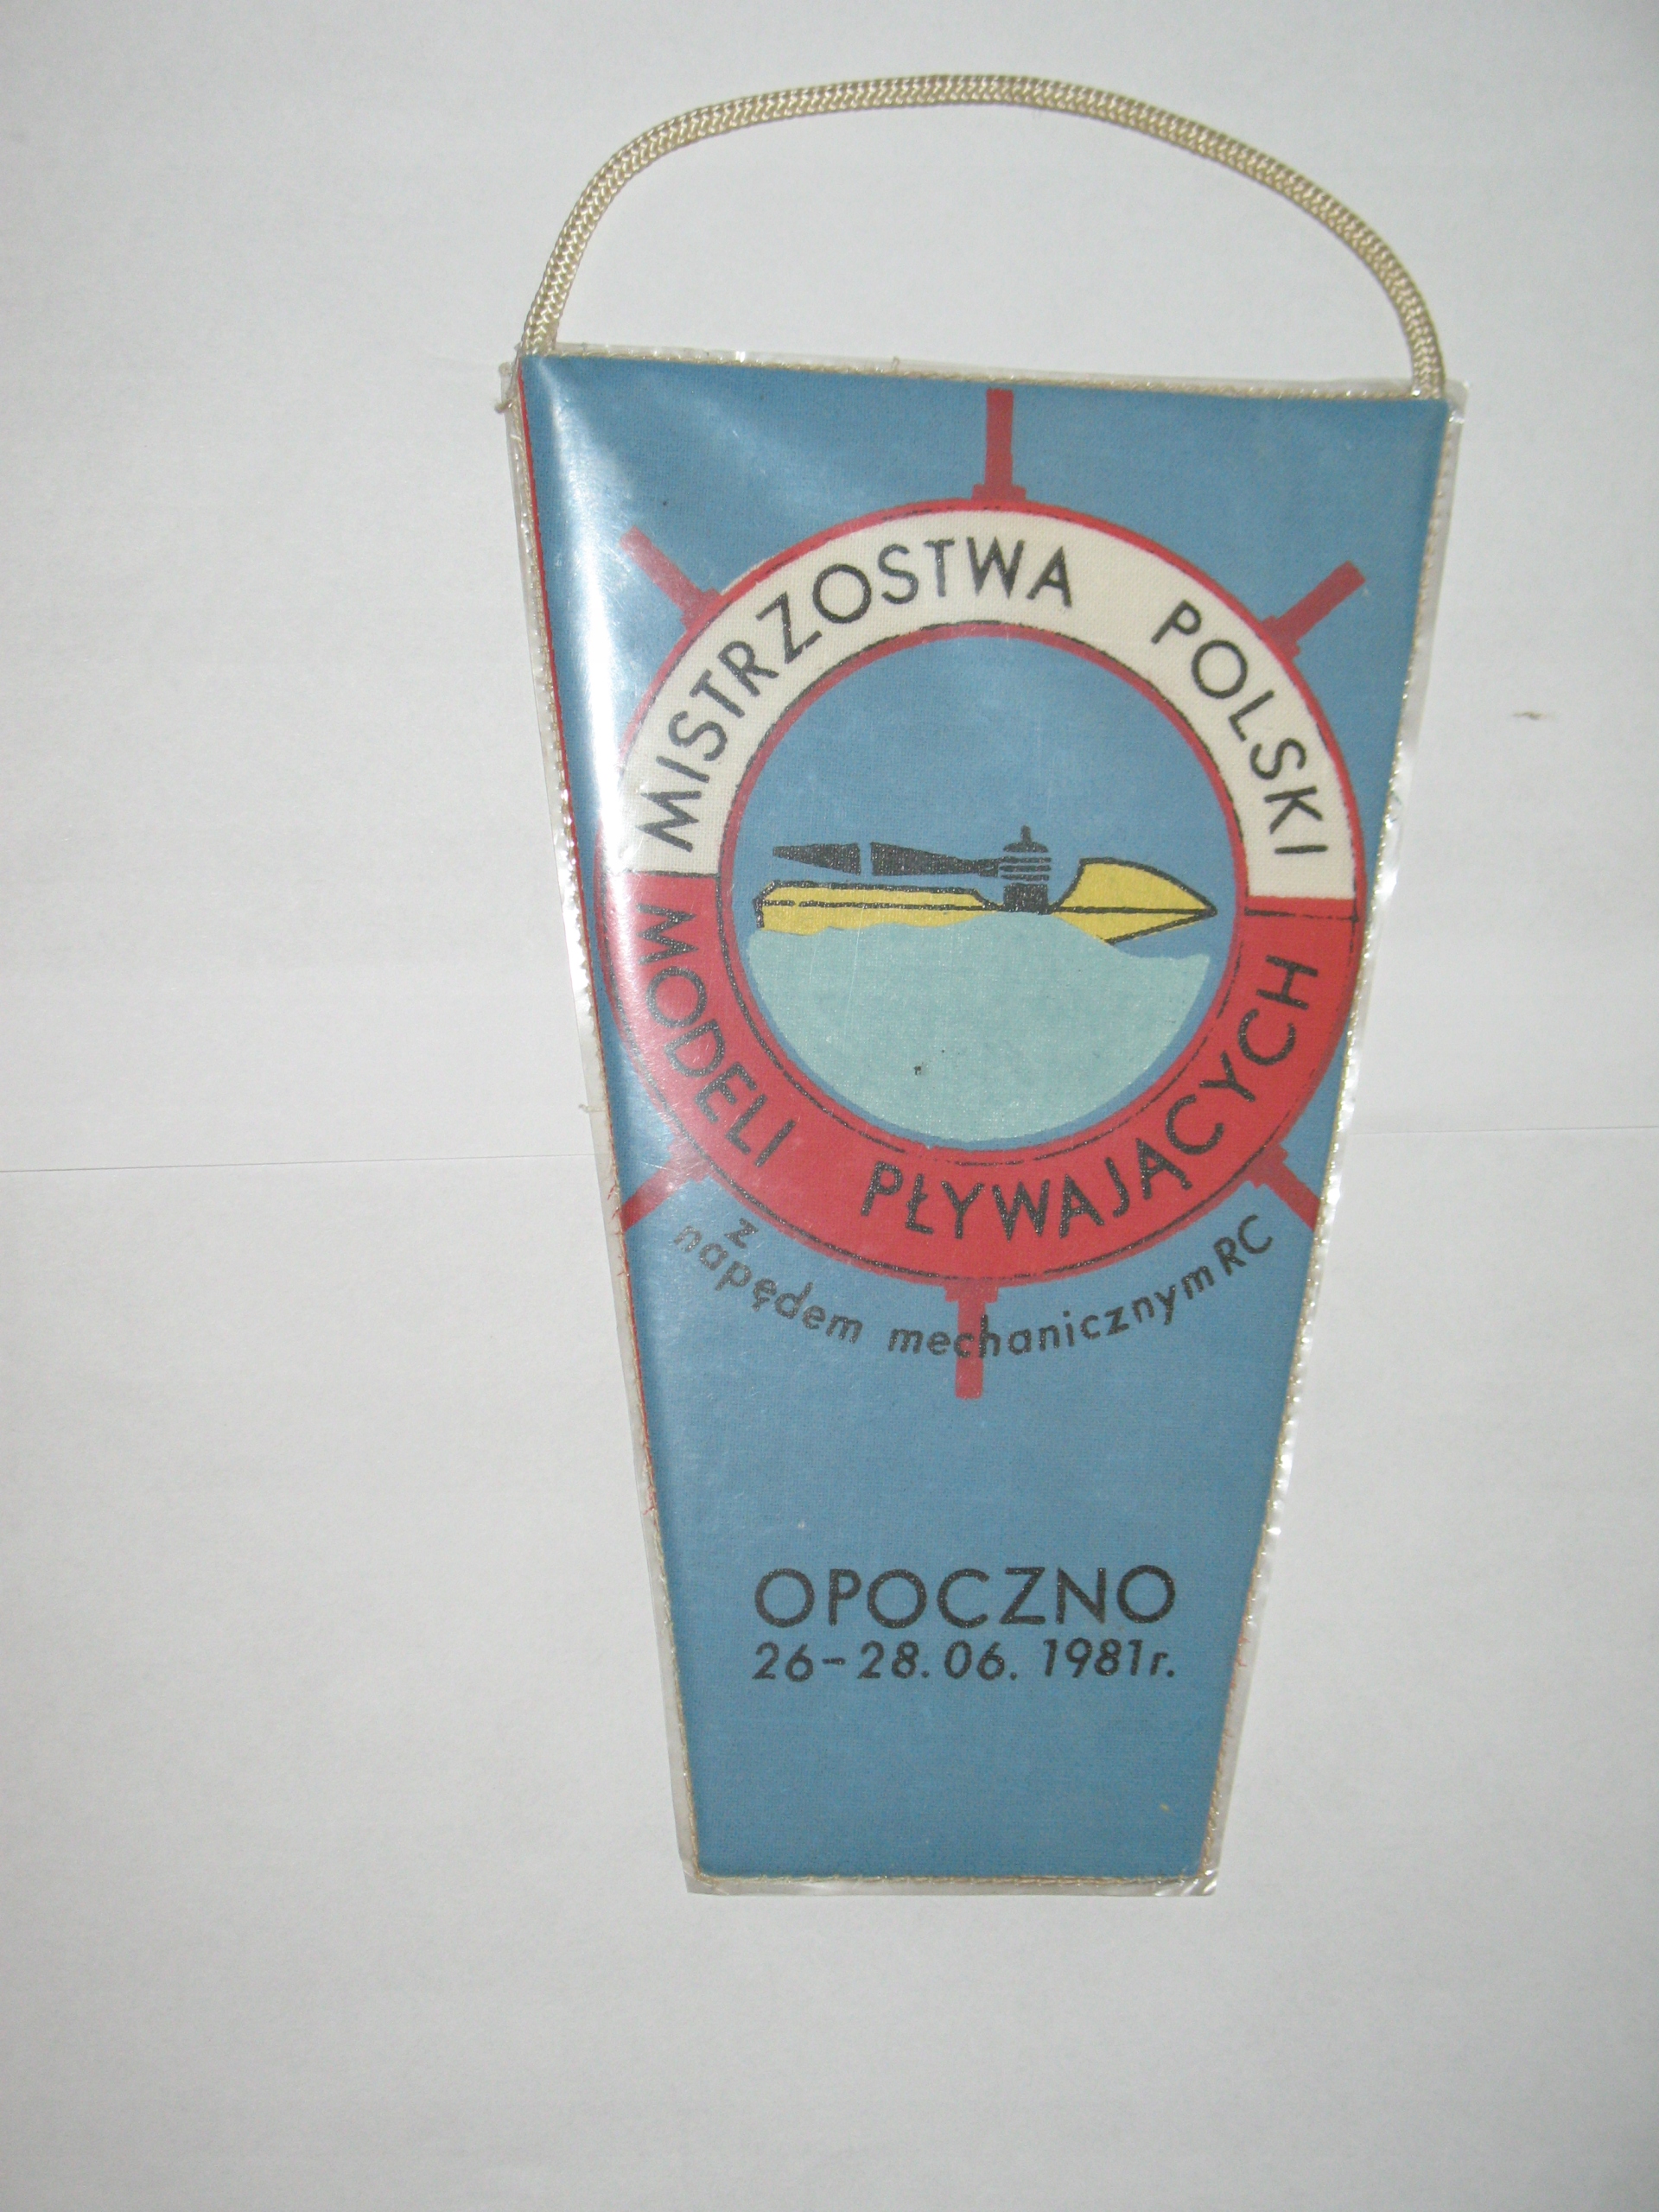 MISTRZOSTWA POLSKI
MODELI PŁYWAJĄCYCH
z
napędem mechanicznym RC
OPOCZNO
26-28.06. 1981r.